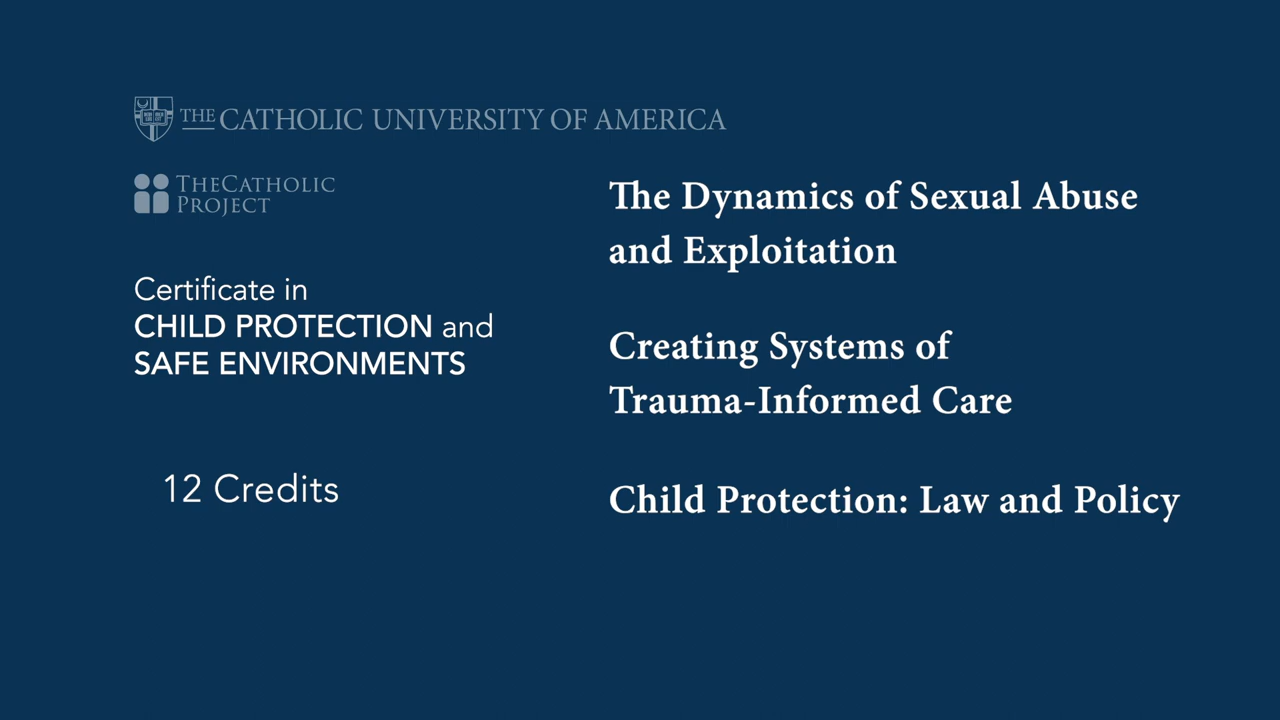 THE CATHOLIC UNIVERSITY OF AMERICA
THECATHOLIC
PROJECT
Certificate in
CHILD PROTECTION and
SAFE ENVIRONMENTS
12 Credits
The Dynamics of Sexual Abuse
and Exploitation
Creating Systems of
Trauma-Informed Care
Child Protection: Law and Policy